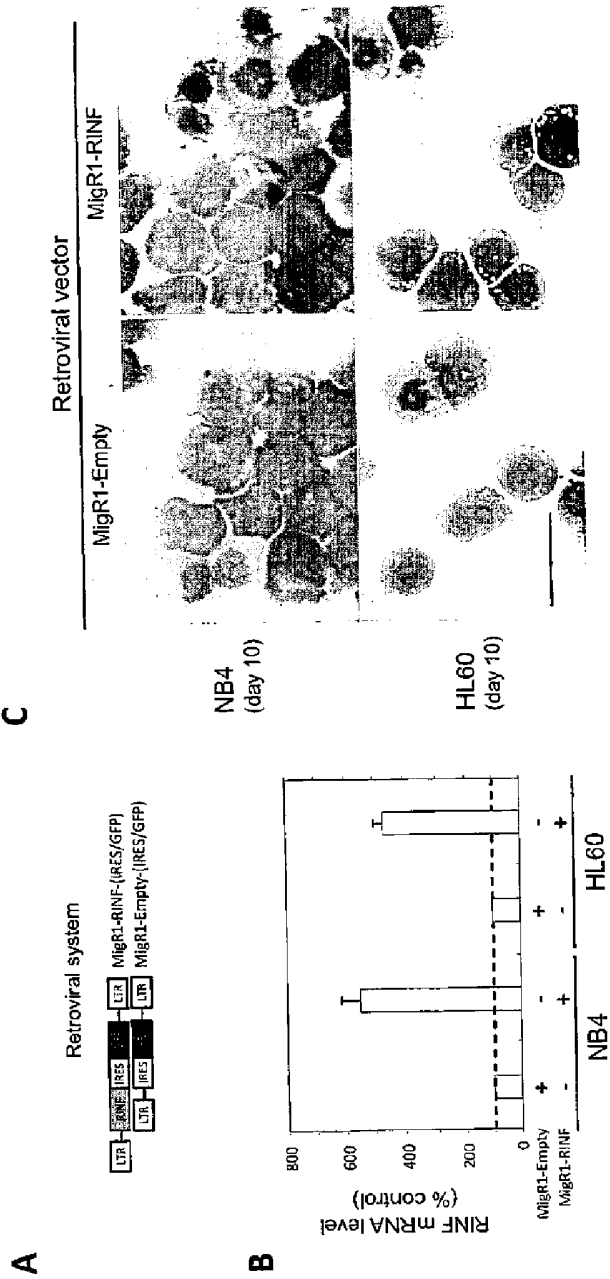 A
Retroviral system
LTR RINF IRES LTR MigR1-RINF-(IRES/GFP)
LTR IRES LTR MigR1-Empty-(IRES/GFP)
B
RINF mRNA level
(% control)
800
600
400
200
0
MigR1-Empty + - + -
MigR1-RINF - + - +
NB4 HL60
C
Retroviral vector
MigR1-Empty MigR1-RINF
NB4
(day 10)
HL60
(day 10)